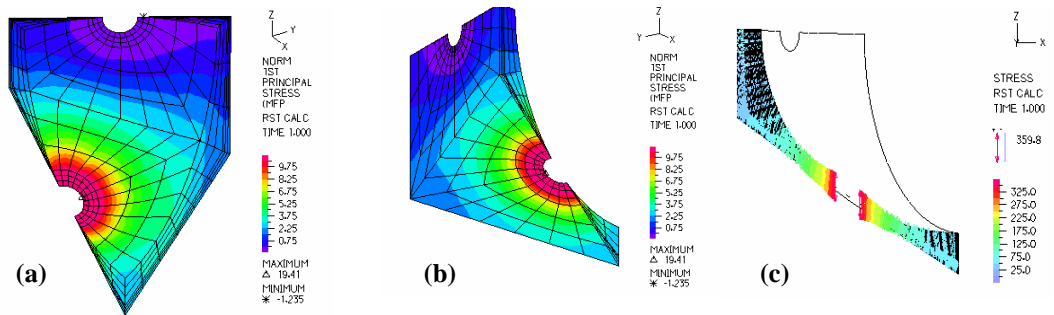 Z
Y
X
NORM
1ST
PRINCIPAL
STRESS
(MFP
RST CALC
TIME 1.000
9.75
8.25
6.75
5.25
3.75
2.25
0.75
MAXIMUM
Δ 19.41
MINIMUM
* -1.235
(a)
Z
Y
X
NORM
1ST
PRINCIPAL
STRESS
(MFP
RST CALC
TIME 1.000
9.75
8.25
6.75
5.25
3.75
2.25
0.75
MAXIMUM
Δ 19.41
MINIMUM
* -1.235
(b)
Z
Y
X
STRESS
RST CALC
TIME 1.000
359.8
325.0
275.0
225.0
175.0
125.0
75.0
25.0
(c)